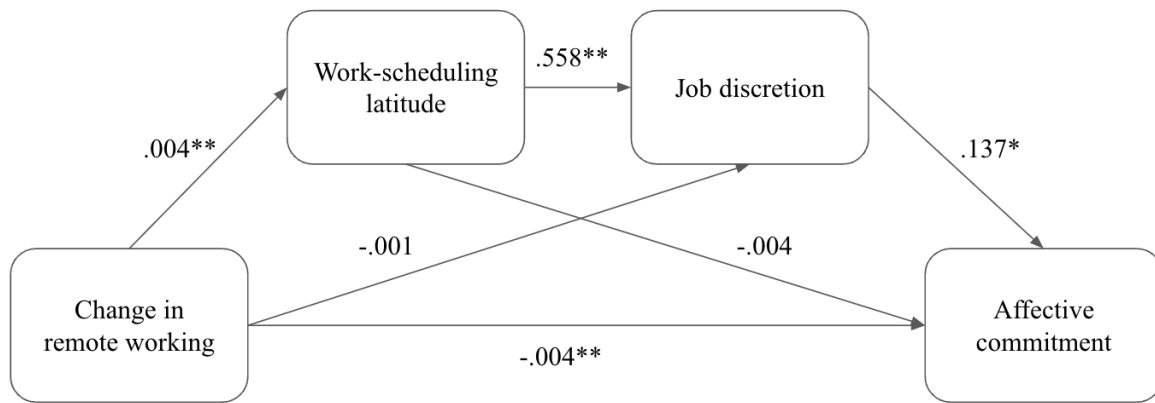 Work-scheduling
latitude
.558**
Job discretion
.004**
.137*
-.001
-.004
Change in
remote working
-.004**
Affective
commitment